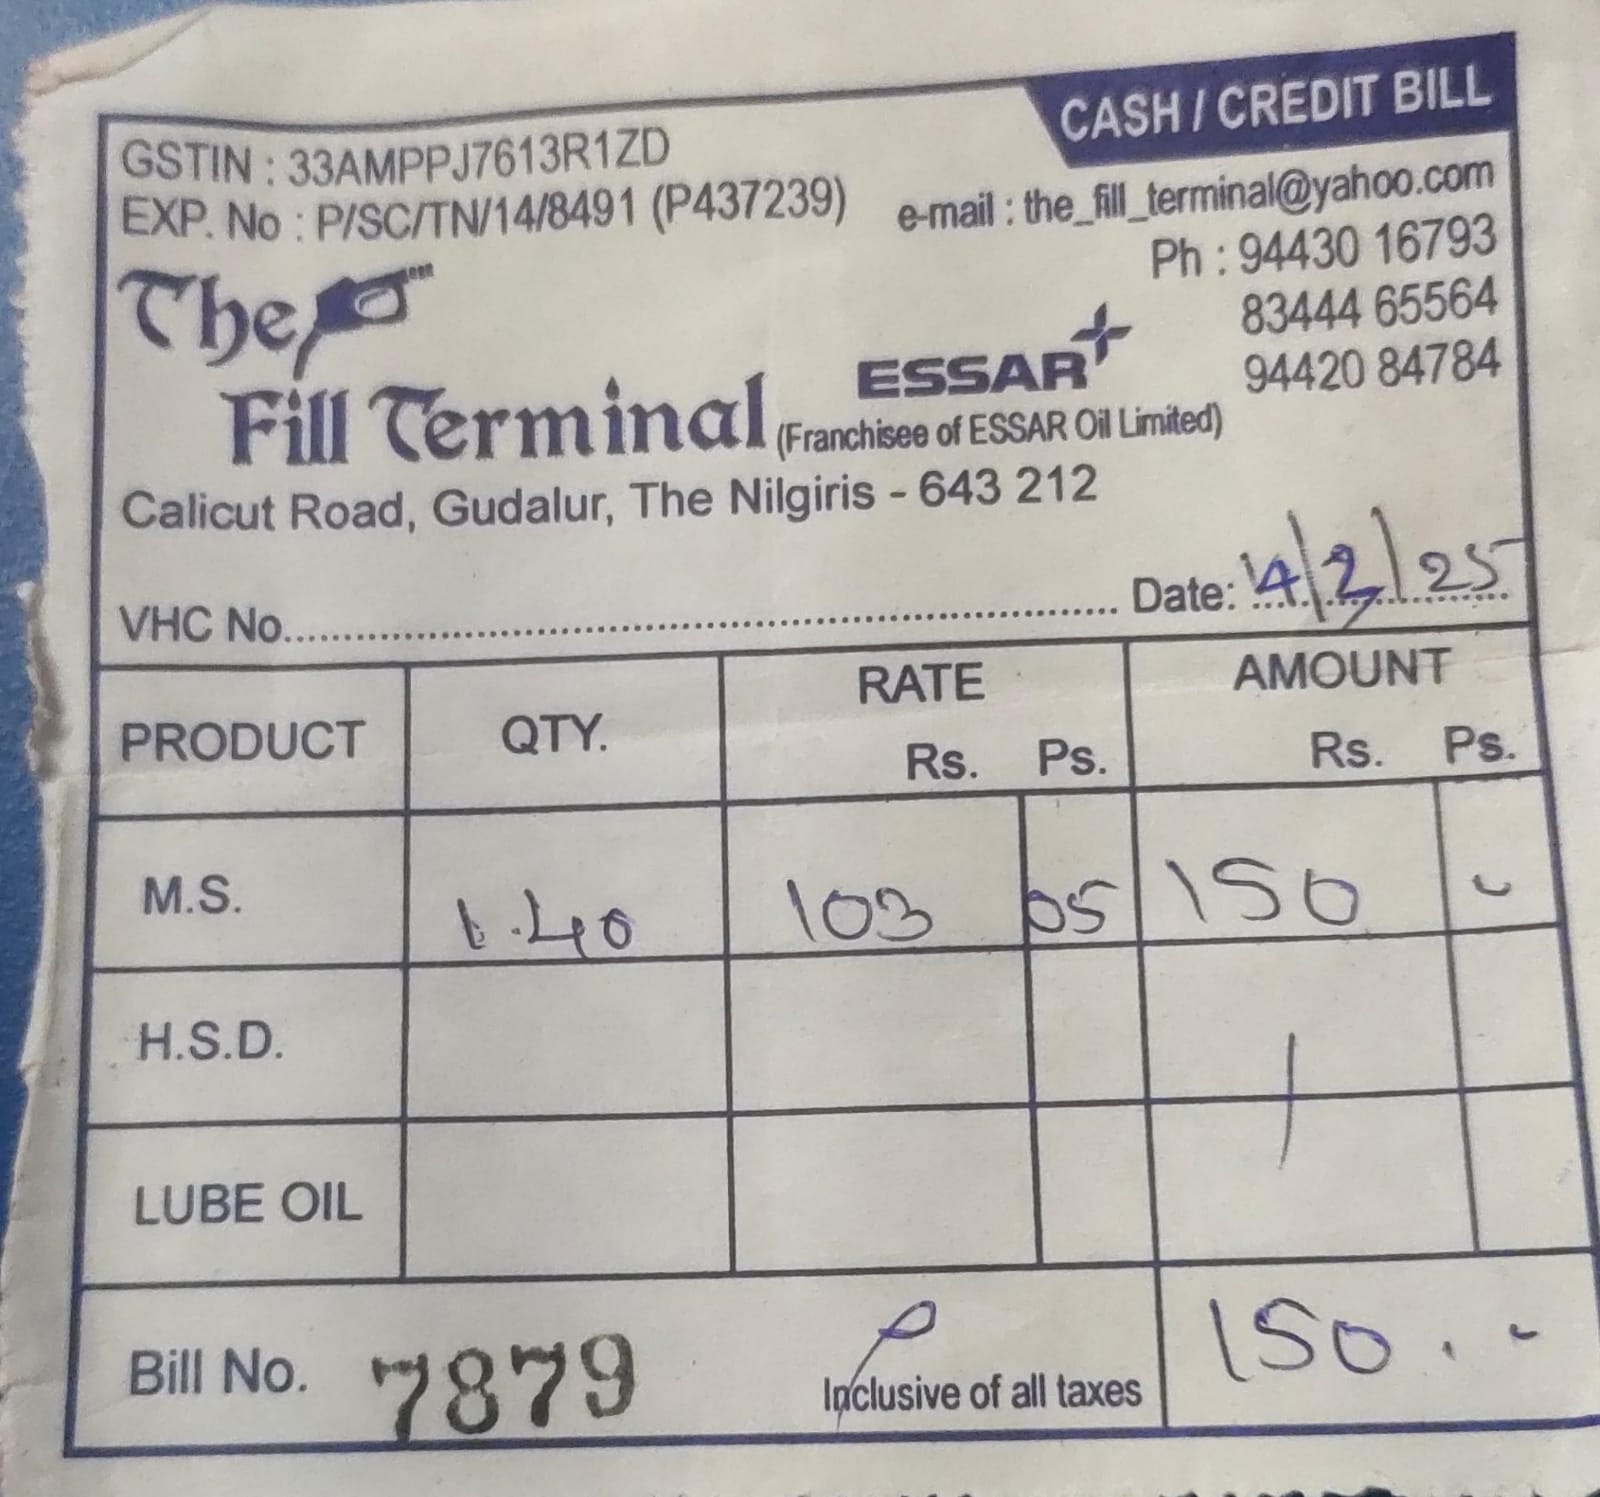 CASH / CREDIT BILL
GSTIN : 33AMPPJ7613R1ZD
EXP. No : P/SC/TN/14/8491 (P437239)
e-mail : the_fill_terminal@yahoo.com
Ph : 94430 16793
83444 65564
94420 84784
The
Fill Terminal
ESSAR
(Franchisee of ESSAR Oil Limited)
Calicut Road, Gudalur, The Nilgiris - 643 212
VHC No. Date: 14/2/25
PRODUCT QTY. RATE Rs. Ps. AMOUNT Rs. Ps.
M.S. 1.40 103 05 150 -
H.S.D.
LUBE OIL
Bill No. 7879 Inclusive of all taxes 150. -